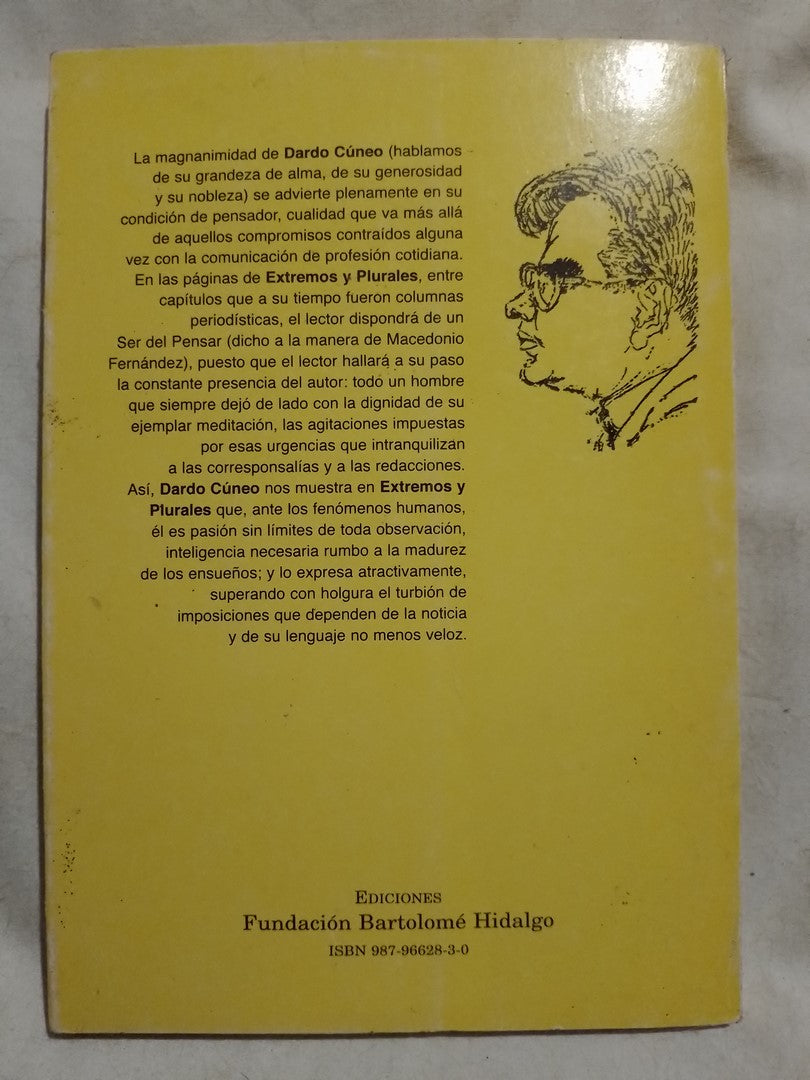 La magnanimidad de Dardo Cúneo (hablamos
de su grandeza de alma, de su generosidad
y su nobleza) se advierte plenamente en su
condición de pensador, cualidad que va más allá
de aquellos compromisos contraídos alguna
vez con la comunicación de profesión cotidiana.
En las páginas de Extremos y Plurales, entre
capítulos que a su tiempo fueron columnas
periodísticas, el lector dispondrá de un
Ser del Pensar (dicho a la manera de Macedonio
Fernández), puesto que el lector hallará a su paso
la constante presencia del autor: todo un hombre
que siempre dejó de lado con la dignidad de su
ejemplar meditación, las agitaciones impuestas
por esas urgencias que intranquilizan
a las corresponsalías y a las redacciones.
Así, Dardo Cúneo nos muestra en Extremos y
Plurales que, ante los fenómenos humanos,
él es pasión sin límites de toda observación,
inteligencia necesaria rumbo a la madurez
de los ensueños; y lo expresa atractivamente,
superando con holgura el turbión de
imposiciones que dependen de la noticia
y de su lenguaje no menos veloz.
EDICIONES
Fundación Bartolomé Hidalgo
ISBN 987-96628-3-0